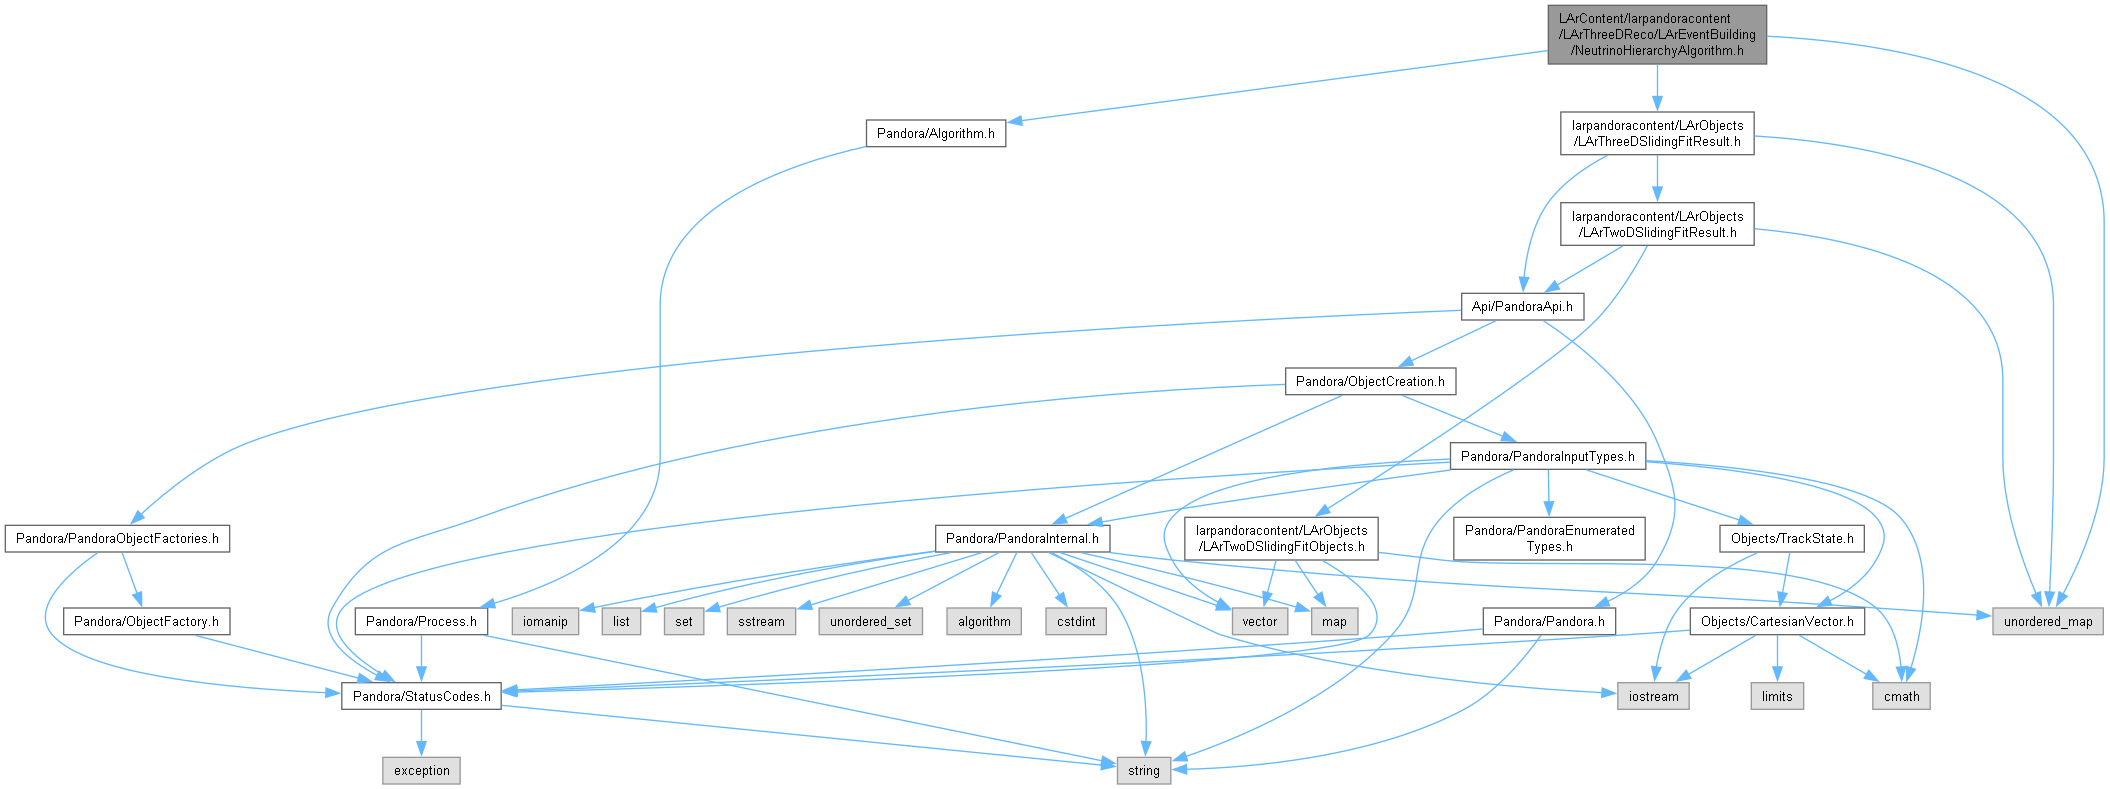 LArContent/larpandoracontent
/LArThreeDReco/LArEventBuilding
/NeutrinoHierarchyAlgorithm.h
Pandora/Algorithm.h
larpandoracontent/LArObjects
/LArThreeDSlidingFitResult.h
larpandoracontent/LArObjects
/LArTwoDSlidingFitResult.h
Api/PandoraApi.h
Pandora/ObjectCreation.h
Pandora/PandoraInputTypes.h
Pandora/PandoraObjectFactories.h
Pandora/PandoraInternal.h
larpandoracontent/LArObjects
/LArTwoDSlidingFitObjects.h
Pandora/PandoraEnumerated
Types.h
Objects/TrackState.h
Pandora/ObjectFactory.h
Pandora/Process.h
iomanip
list
set
sstream
unordered_set
algorithm
cstdint
vector
map
Pandora/Pandora.h
Objects/CartesianVector.h
unordered_map
Pandora/StatusCodes.h
iostream
limits
cmath
exception
string